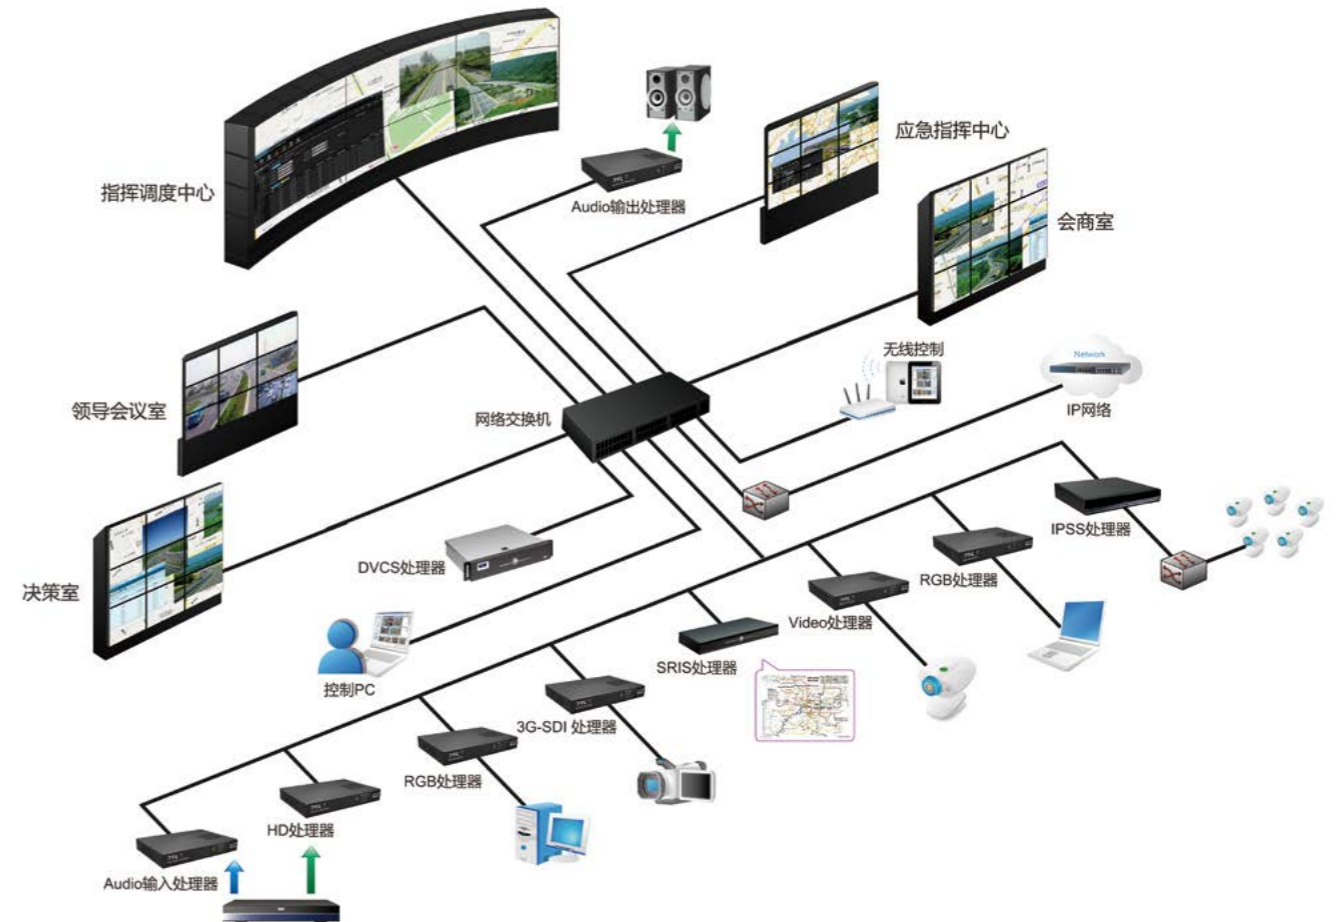 应急指挥中心
指挥调度中心
Audio输出处理器
会商室
无线控制
Network
IP网络
领导会议室
网络交换机
IPSS处理器
DVCS处理器
RGB处理器
决策室
Video处理器
SRIS处理器
控制PC
3G-SDI 处理器
RGB处理器
HD处理器
Audio输入处理器